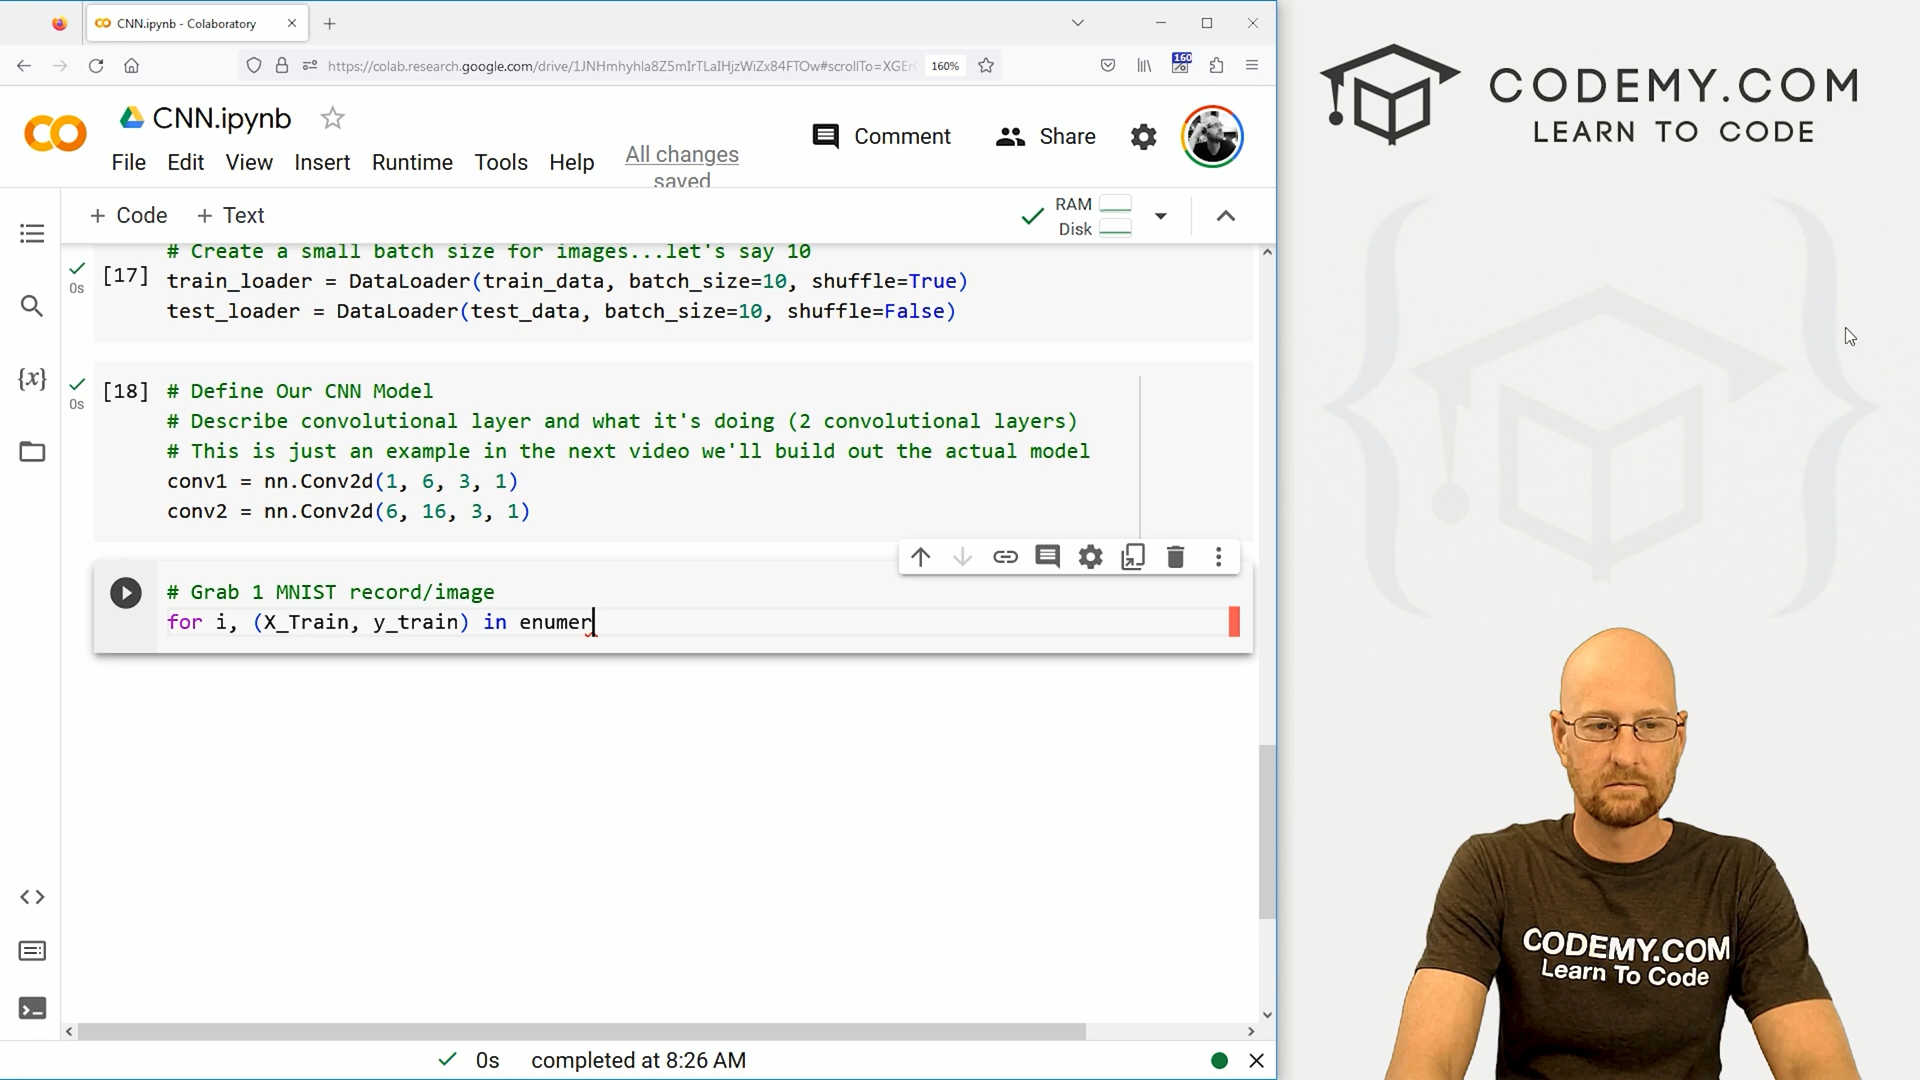 CNN.ipynb - Colaboratory
https://colab.research.google.com/drive/1JNHmhyhla8Z5mIrTLaIHjzWiZx84FTOw#scrollTo=XGEr
160%
160
CNN.ipynb
Comment
Share
File Edit View Insert Runtime Tools Help
All changes
saved
+ Code + Text
RAM
Disk
# Create a small batch size for images...let's say 10
[17] train_loader = DataLoader(train_data, batch_size=10, shuffle=True)
0s
test_loader = DataLoader(test_data, batch_size=10, shuffle=False)
[18] # Define Our CNN Model
0s
# Describe convolutional layer and what it's doing (2 convolutional layers)
# This is just an example in the next video we'll build out the actual model
conv1 = nn.Conv2d(1, 6, 3, 1)
conv2 = nn.Conv2d(6, 16, 3, 1)
# Grab 1 MNIST record/image
for i, (X_Train, y_train) in enumer
0s completed at 8:26 AM
CODEMY.COM
LEARN TO CODE
CODEMY.COM
Learn To Code